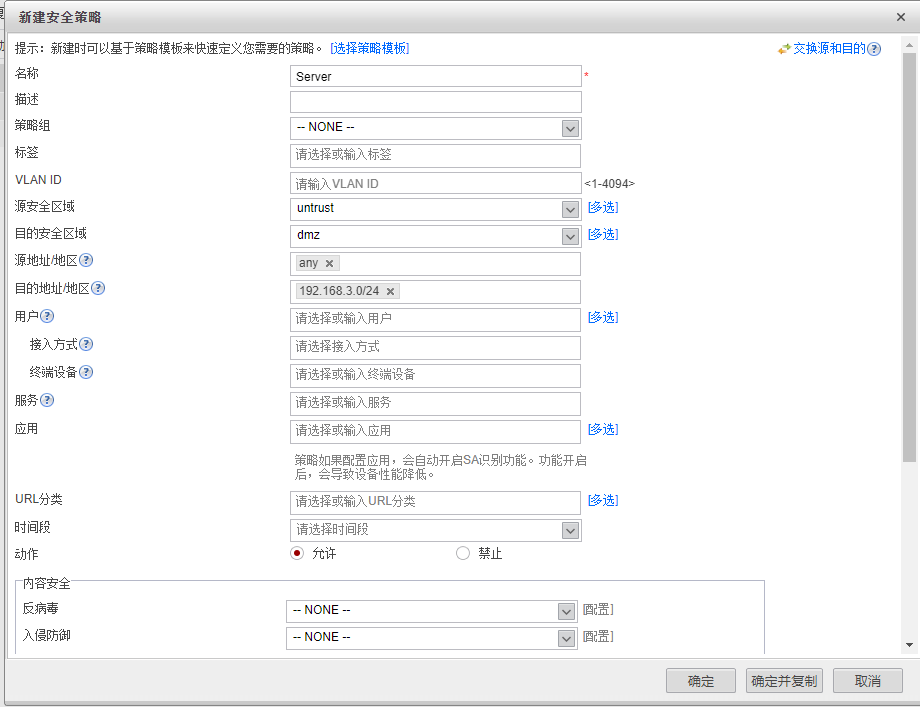 新建安全策略
提示：新建时可以基于策略模板来快速定义您需要的策略。 [选择策略模板]
交换源和目的 ?
名称 Server *
描述
策略组 -- NONE --
标签 请选择或输入标签
VLAN ID 请输入VLAN ID <1-4094>
源安全区域 untrust [多选]
目的安全区域 dmz [多选]
源地址/地区 ? any ×
目的地址/地区 ? 192.168.3.0/24 ×
用户 ? 请选择或输入用户 [多选]
接入方式 ? 请选择接入方式
终端设备 ? 请选择或输入终端设备
服务 ? 请选择或输入服务
应用 请选择或输入应用 [多选]
策略如果配置应用，会自动开启SA识别功能。功能开启
后，会导致设备性能降低。
URL分类 请选择或输入URL分类 [多选]
时间段 请选择时间段
动作 允许 禁止
内容安全
反病毒 -- NONE -- [配置]
入侵防御 -- NONE -- [配置]
确定 确定并复制 取消